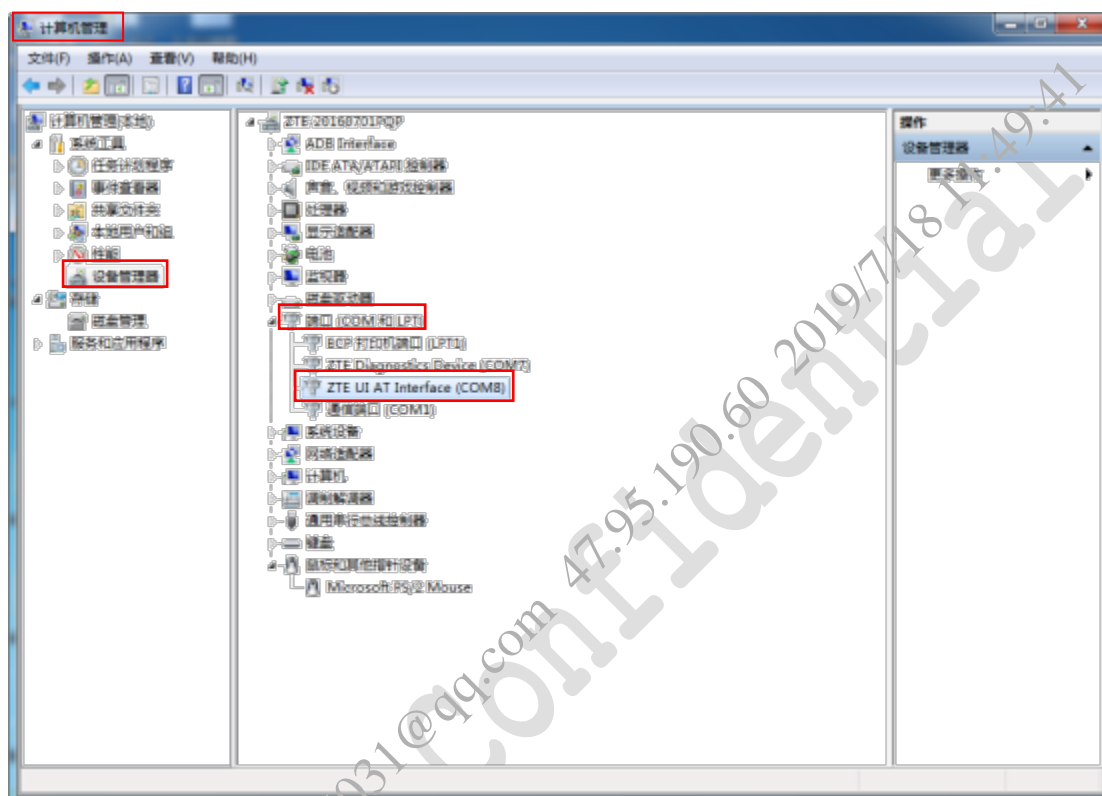 计算机管理
文件(F) 操作(A) 查看(V) 帮助(H)
计算机管理(本地)
系统工具
任务计划程序
事件查看器
共享文件夹
本地用户和组
性能
设备管理器
存储
磁盘管理
服务和应用程序
ZTE-20160701PQP
ADB Interface
IDE ATA/ATAPI 控制器
声音、视频和游戏控制器
处理器
显示适配器
电池
监视器
磁盘驱动器
端口 (COM 和 LPT)
ECP 打印机端口 (LPT1)
ZTE Diagnostics Device (COM7)
ZTE UI AT Interface (COM8)
通信端口 (COM1)
系统设备
网络适配器
计算机
调制解调器
通用串行总线控制器
键盘
鼠标和其他指针设备
Microsoft PS/2 Mouse
操作
设备管理器
更多操作
031@qq.com 47.95.190.60 2019/7/18 11:49:41
Confidential